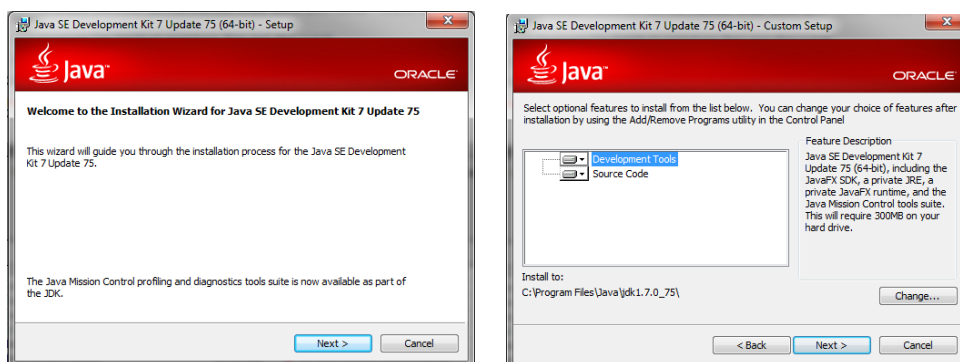 Java SE Development Kit 7 Update 75 (64-bit) - Setup
Java™
ORACLE
Welcome to the Installation Wizard for Java SE Development Kit 7 Update 75
This wizard will guide you through the installation process for the Java SE Development
Kit 7 Update 75.
The Java Mission Control profiling and diagnostics tools suite is now available as part of
the JDK.
Next >
Cancel
Java SE Development Kit 7 Update 75 (64-bit) - Custom Setup
Java™
ORACLE
Select optional features to install from the list below. You can change your choice of features after
installation by using the Add/Remove Programs utility in the Control Panel
Development Tools
Source Code
Feature Description
Java SE Development Kit 7
Update 75 (64-bit), including the
JavaFX SDK, a private JRE, a
private JavaFX runtime, and the
Java Mission Control tools suite.
This will require 300MB on your
hard drive.
Install to:
C:\Program Files\Java\jdk1.7.0_75\
Change...
< Back
Next >
Cancel